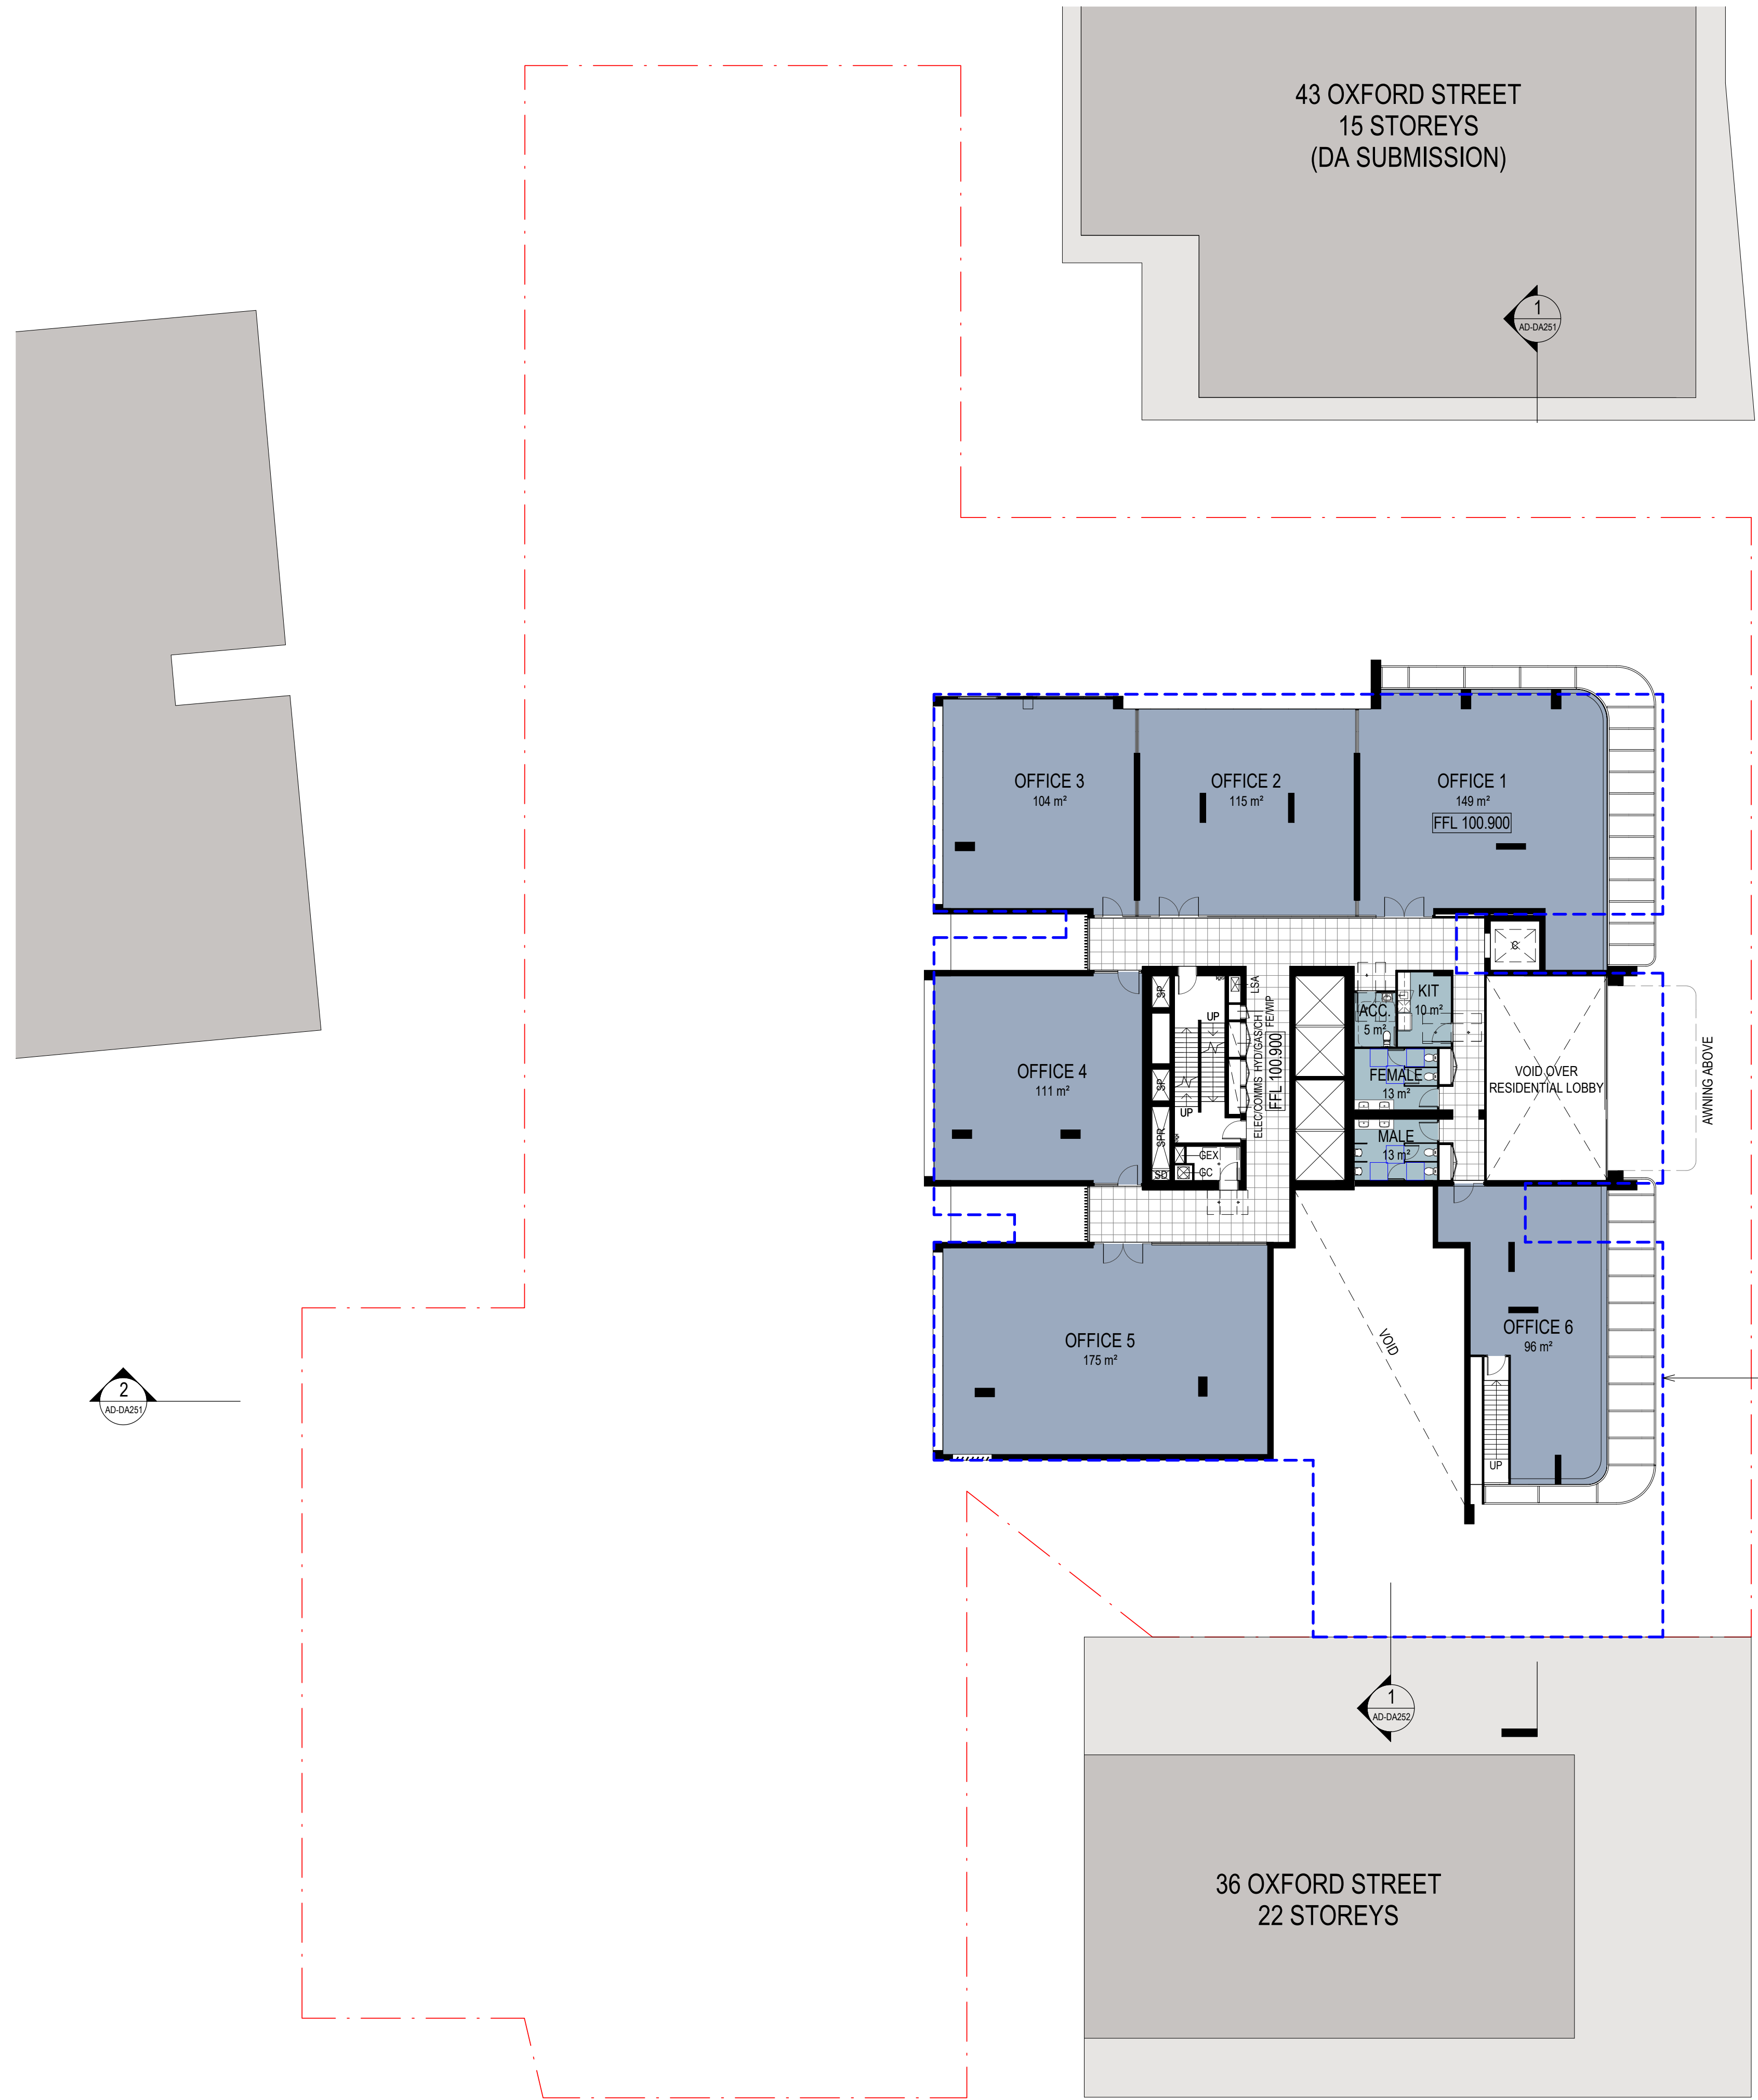 43 OXFORD STREET
15 STOREYS
(DA SUBMISSION)
1
AD-DA251
OFFICE 3
104 m²
OFFICE 2
115 m²
OFFICE 1
149 m²
FFL 100.900
C
SP
UP
LSA
FE/WIP
ELEC/COMMS HYD/GAS/CH
FFL 100.900
ACC.
5 m²
KIT
10 m²
OFFICE 4
111 m²
SP
UP
FEMALE
13 m²
VOID OVER
RESIDENTIAL LOBBY
AWNING ABOVE
SPR
SD
GEX
GC
MALE
13 m²
OFFICE 5
175 m²
VOID
OFFICE 6
96 m²
UP
2
AD-DA251
1
AD-DA252
36 OXFORD STREET
22 STOREYS